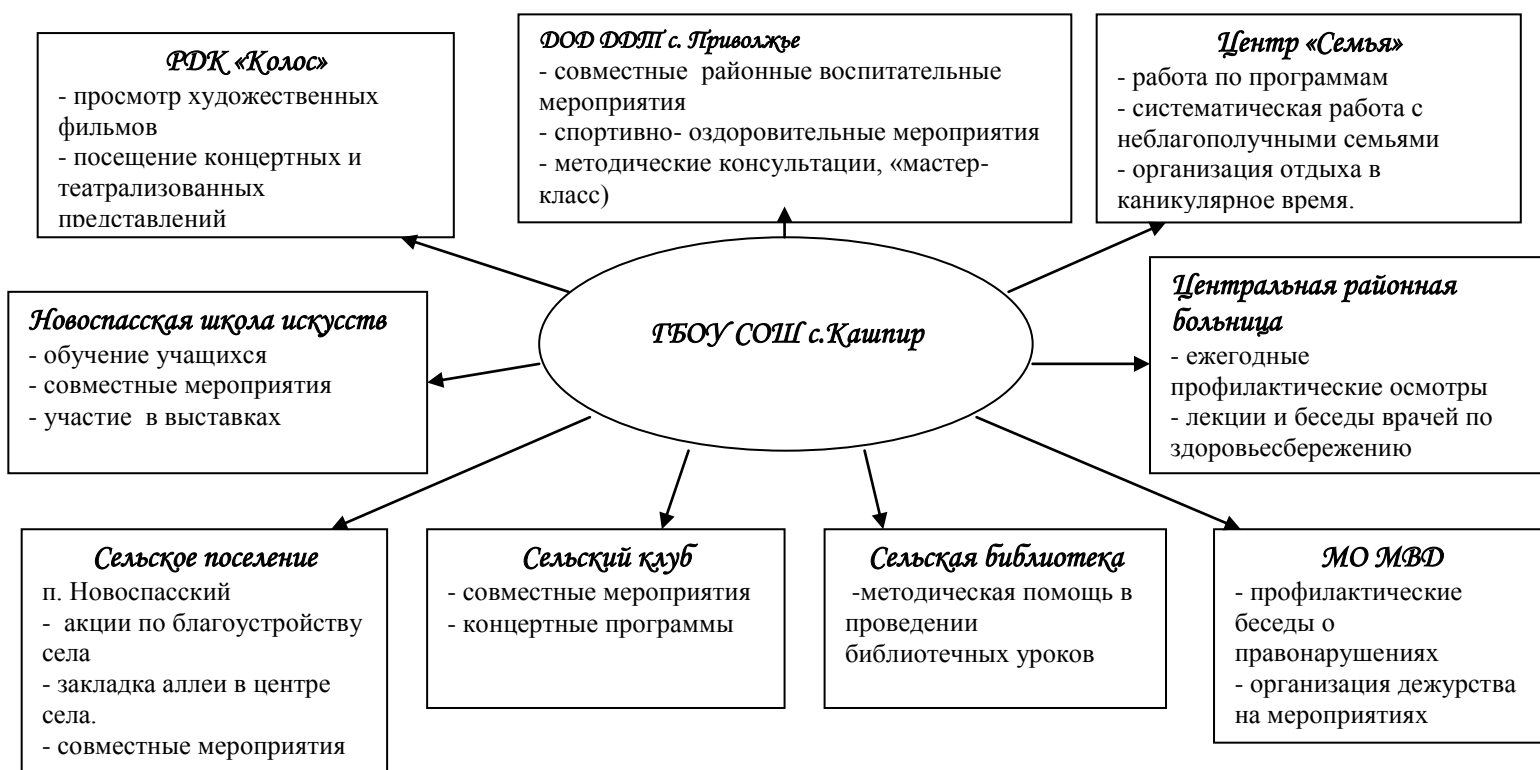 РДК «Колос»
- просмотр художественных
фильмов
- посещение концертных и
театрализованных
представлений
ДОД ДДТ с. Приволжье
- совместные районные воспитательные
мероприятия
- спортивно- оздоровительные мероприятия
- методические консультации, «мастер-
класс)
Центр «Семья»
- работа по программам
- систематическая работа с
неблагополучными семьями
- организация отдыха в
каникулярное время.
Новоспасская школа искусств
- обучение учащихся
- совместные мероприятия
- участие в выставках
ГБОУ СОШ с.Кашпир
Центральная районная
больница
- ежегодные
профилактические осмотры
- лекции и беседы врачей по
здоровьесбережению
Сельское поселение
п. Новоспасский
- акции по благоустройству
села
- закладка аллеи в центре
села.
- совместные мероприятия
Сельский клуб
- совместные мероприятия
- концертные программы
Сельская библиотека
-методическая помощь в
проведении
библиотечных уроков
МО МВD
- профилактические
беседы о
правонарушениях
- организация дежурства
на мероприятиях